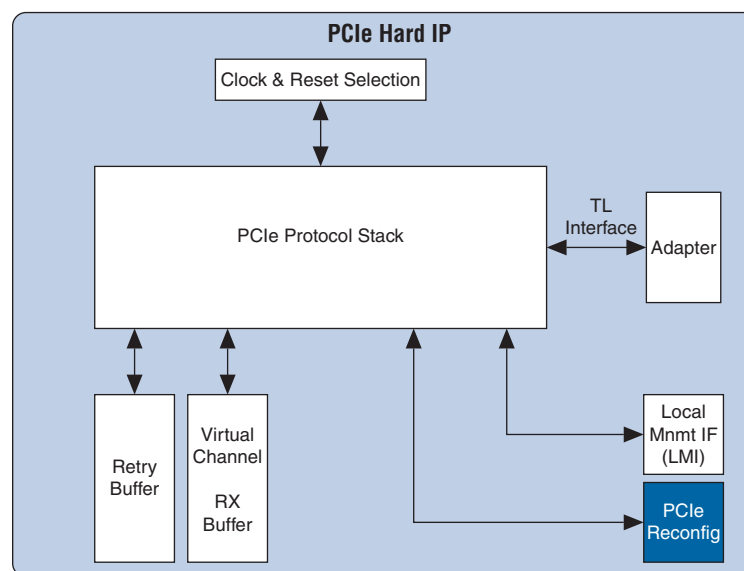 PCIe Hard IP
Clock & Reset Selection
PCIe Protocol Stack
TL
Interface
Adapter
Retry
Buffer
Virtual
Channel
RX
Buffer
Local
Mnmt IF
(LMI)
PCIe
Reconfig